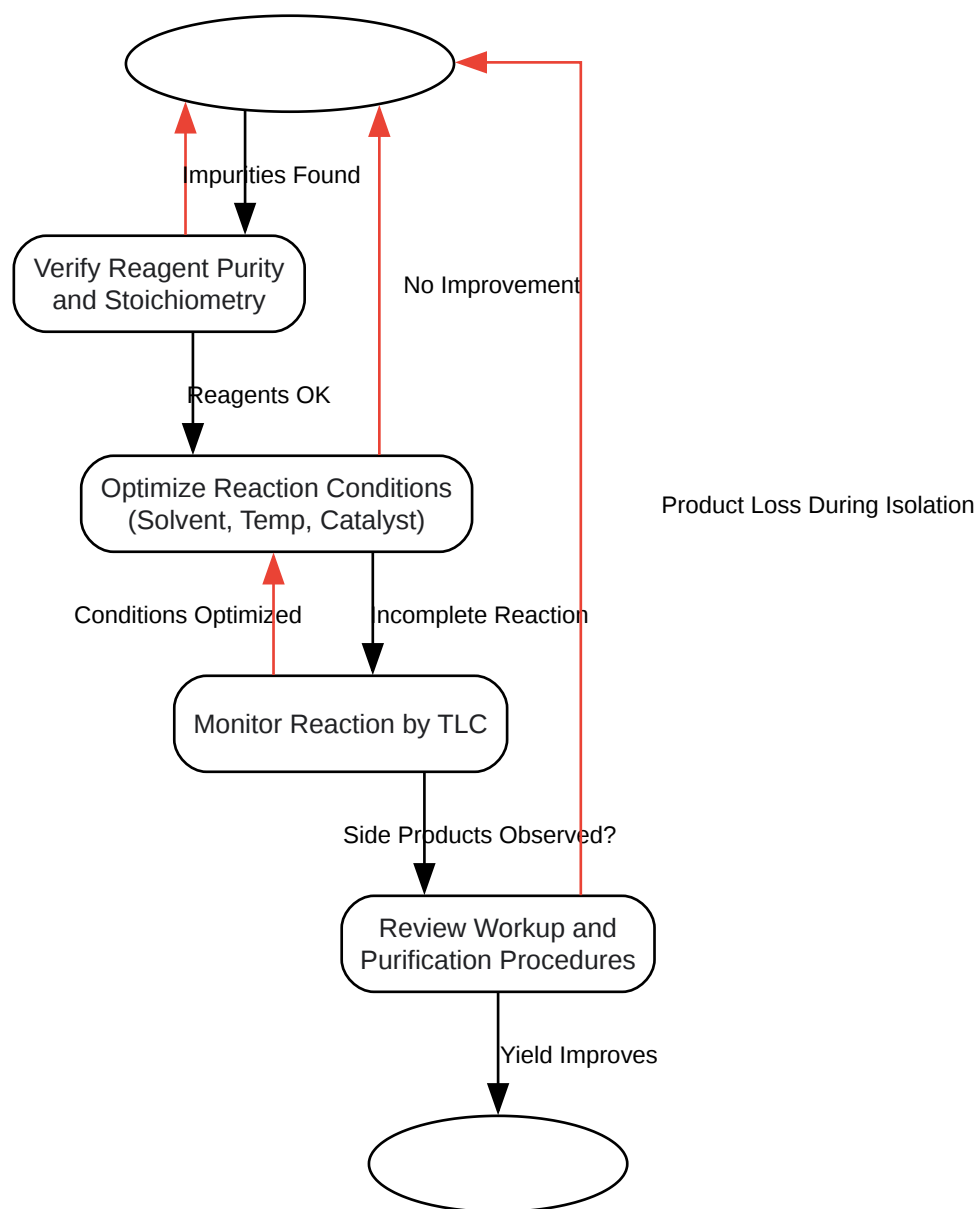 Impurities Found
Verify Reagent Purity
and Stoichiometry
No Improvement
Reagents OK
Optimize Reaction Conditions
(Solvent, Temp, Catalyst)
Product Loss During Isolation
Conditions Optimized
Incomplete Reaction
Monitor Reaction by TLC
Side Products Observed?
Review Workup and
Purification Procedures
Yield Improves